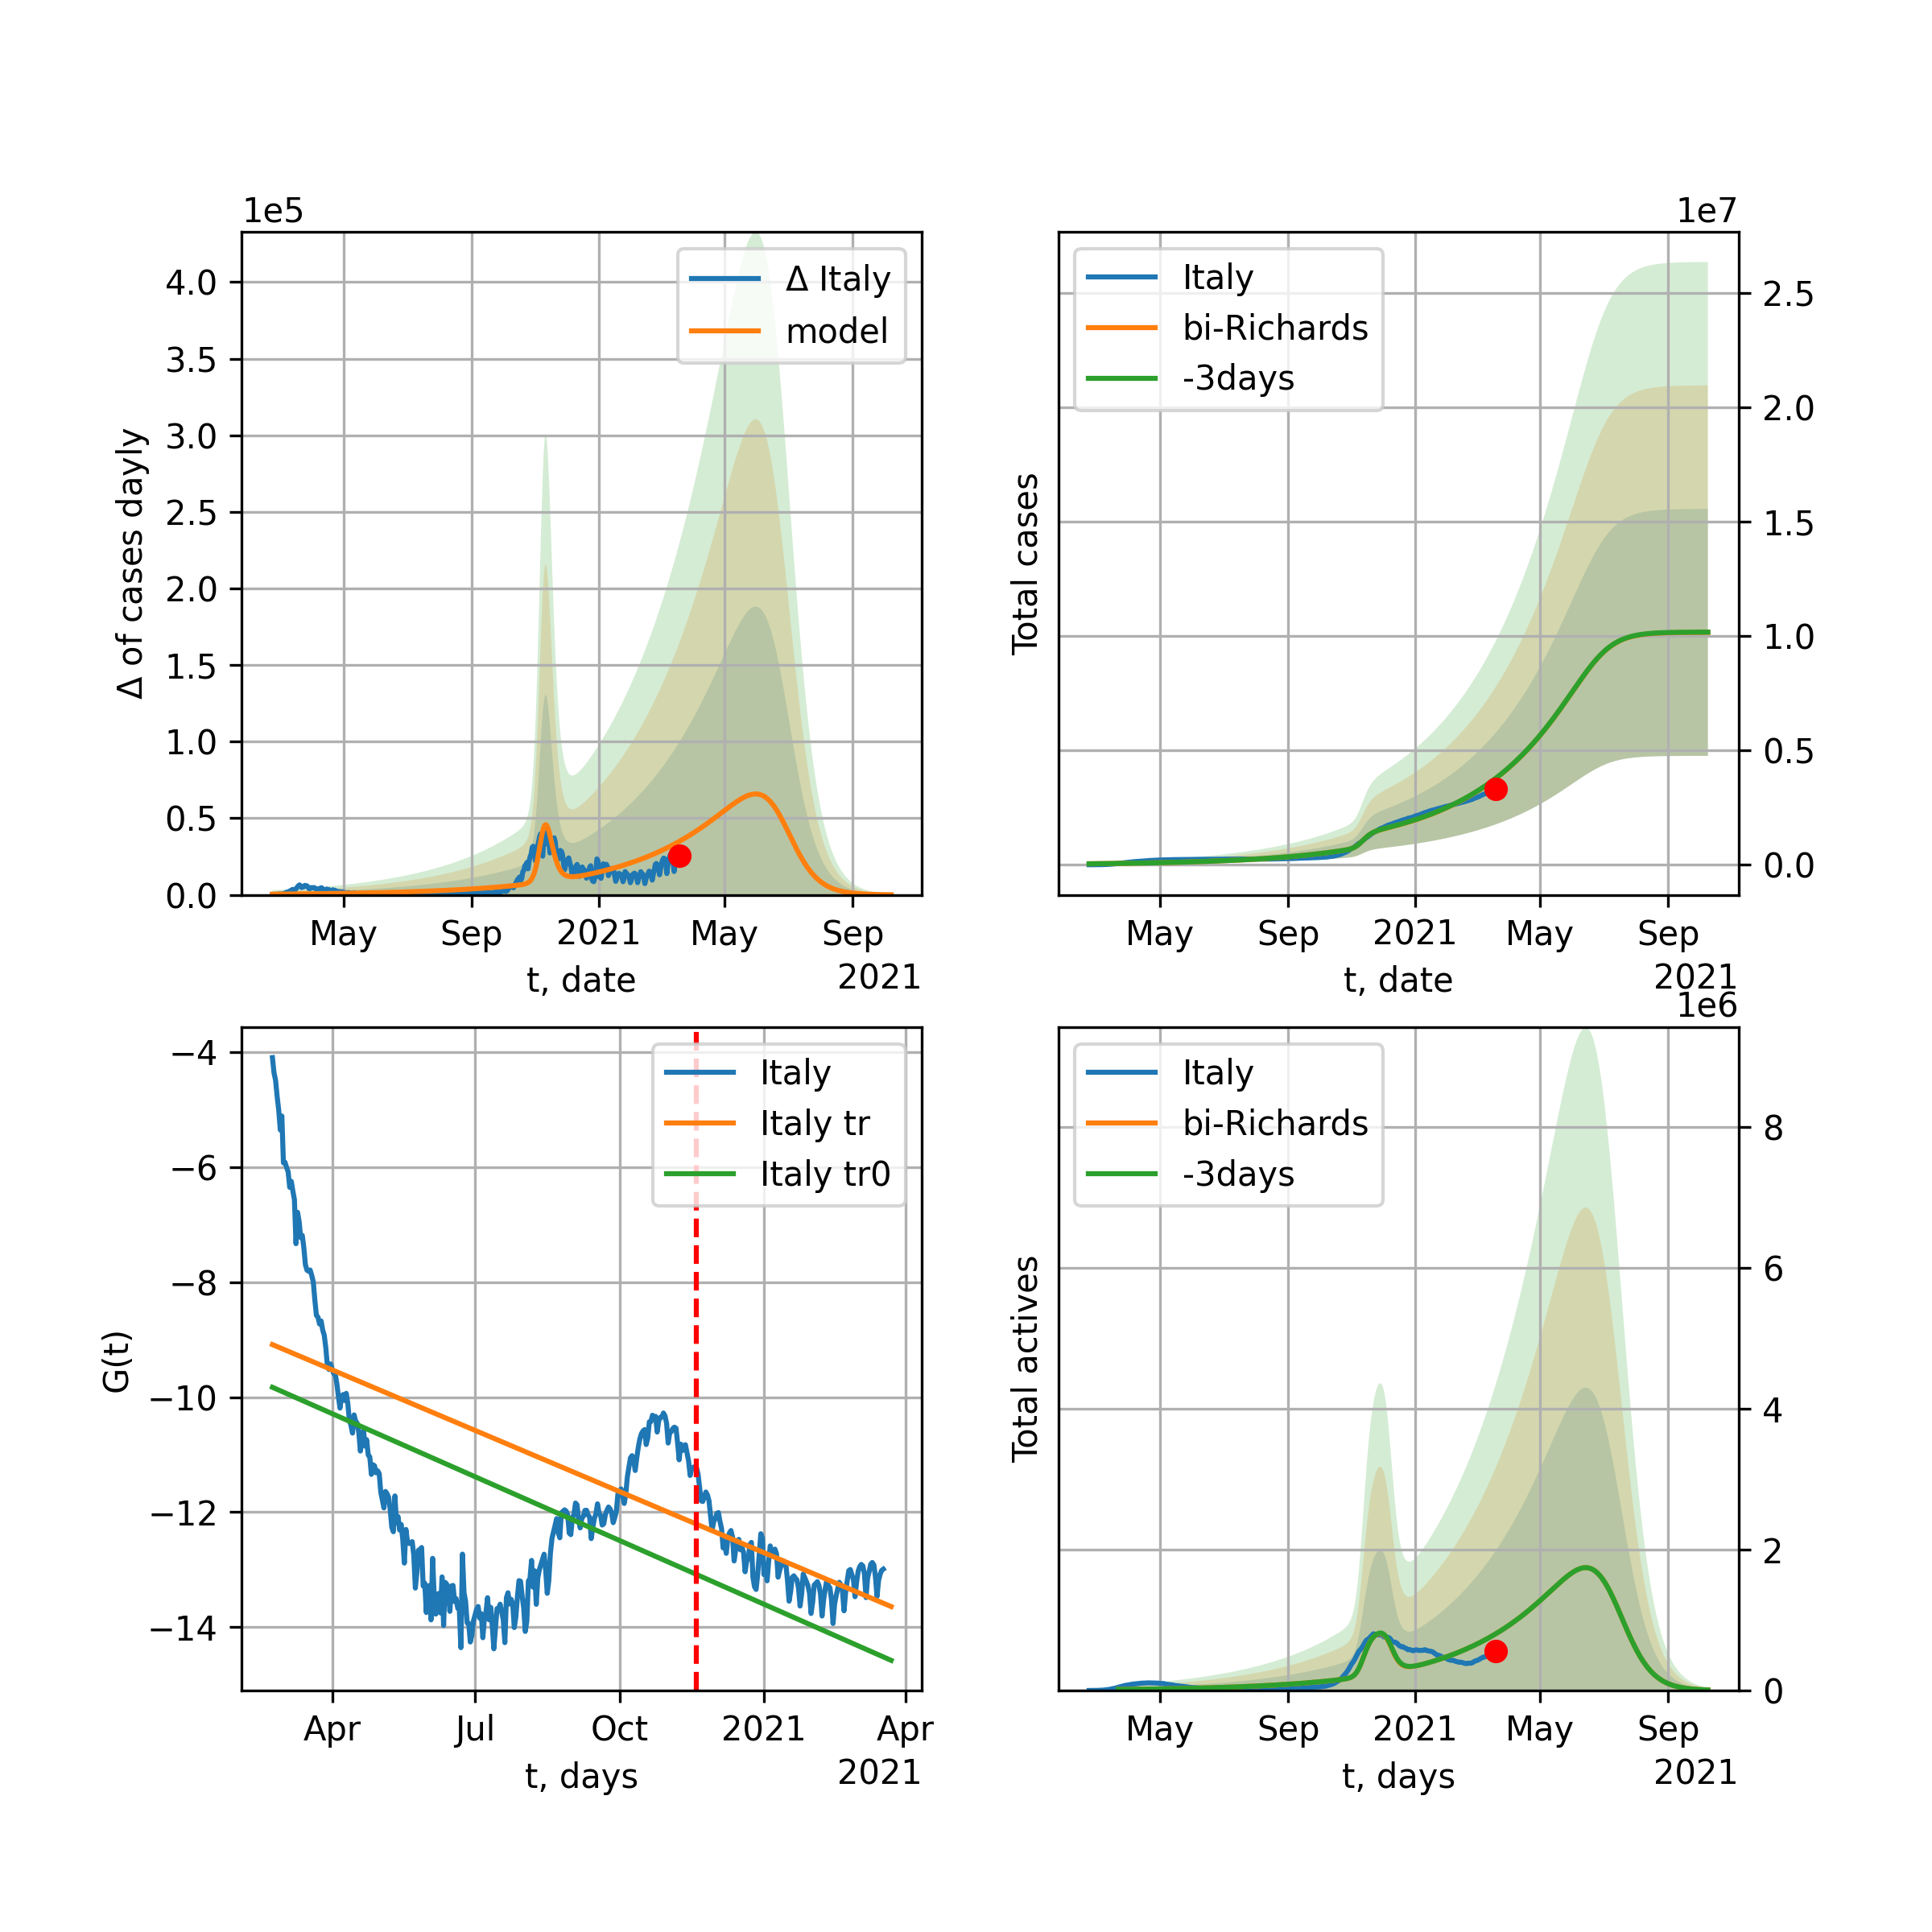 1e5
Δ of cases dayly
4.0
3.5
3.0
2.5
2.0
1.5
1.0
0.5
0.0
Δ Italy
model
May Sep 2021 May Sep
t, date 2021
1e7
Total cases
Italy
bi-Richards
-3days
2.5
2.0
1.5
1.0
0.5
0.0
May Sep 2021 May Sep
t, date 2021
G(t)
−4
−6
−8
−10
−12
−14
Italy
Italy tr
Italy tr0
Apr Jul Oct 2021 Apr
t, days 2021
1e6
Total actives
Italy
bi-Richards
-3days
8
6
4
2
0
May Sep 2021 May Sep
t, days 2021